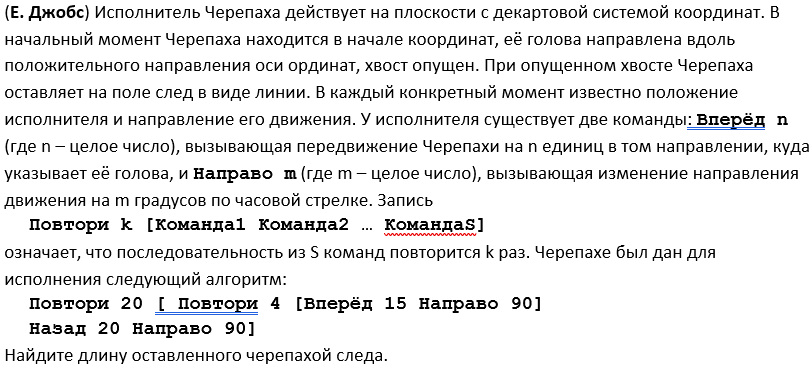 (Е. Джобс) Исполнитель Черепаха действует на плоскости с декартовой системой координат. В
начальный момент Черепаха находится в начале координат, её голова направлена вдоль
положительного направления оси ординат, хвост опущен. При опущенном хвосте Черепаха
оставляет на поле след в виде линии. В каждый конкретный момент известно положение
исполнителя и направление его движения. У исполнителя существует две команды: Вперёд n
(где n – целое число), вызывающая передвижение Черепахи на n единиц в том направлении, куда
указывает её голова, и Направо m (где m – целое число), вызывающая изменение направления
движения на m градусов по часовой стрелке. Запись
Повтори k [Команда1 Команда2 … КомандаS]
означает, что последовательность из S команд повторится k раз. Черепахе был дан для
исполнения следующий алгоритм:
Повтори 20 [ Повтори 4 [Вперёд 15 Направо 90]
Назад 20 Направо 90]
Найдите длину оставленного черепахой следа.